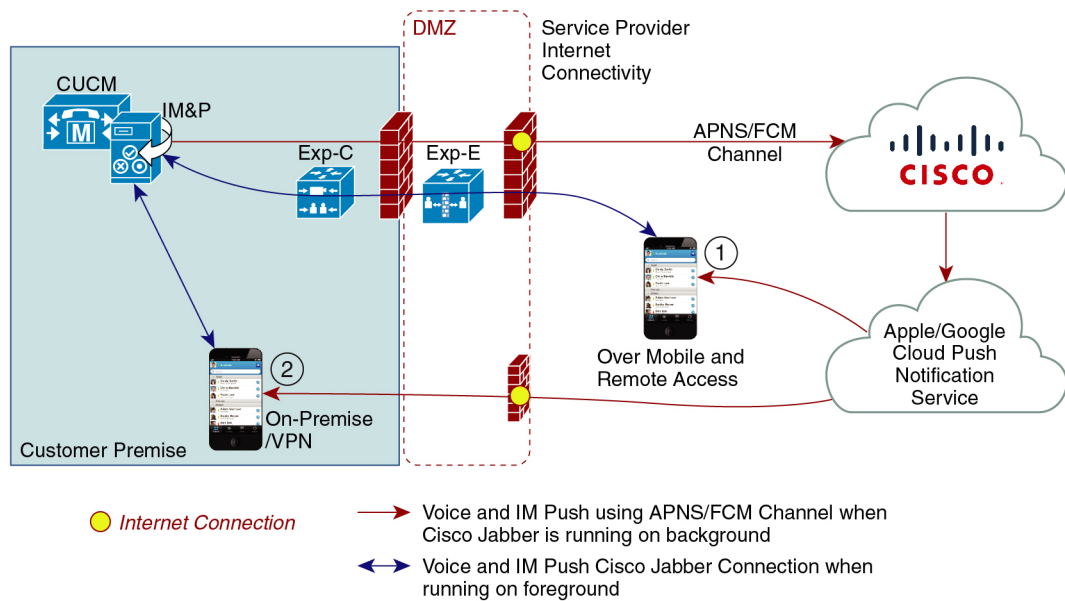 DMZ
Service Provider
Internet
Connectivity
CUCM
IM&P
M
Exp-C
Exp-E
APNS/FCM
Channel
CISCO
1
Over Mobile and
Remote Access
Apple/Google
Cloud Push
Notification
Service
2
On-Premise
/VPN
Customer Premise
Internet Connection
Voice and IM Push using APNS/FCM Channel when
Cisco Jabber is running on background
Voice and IM Push Cisco Jabber Connection when
running on foreground